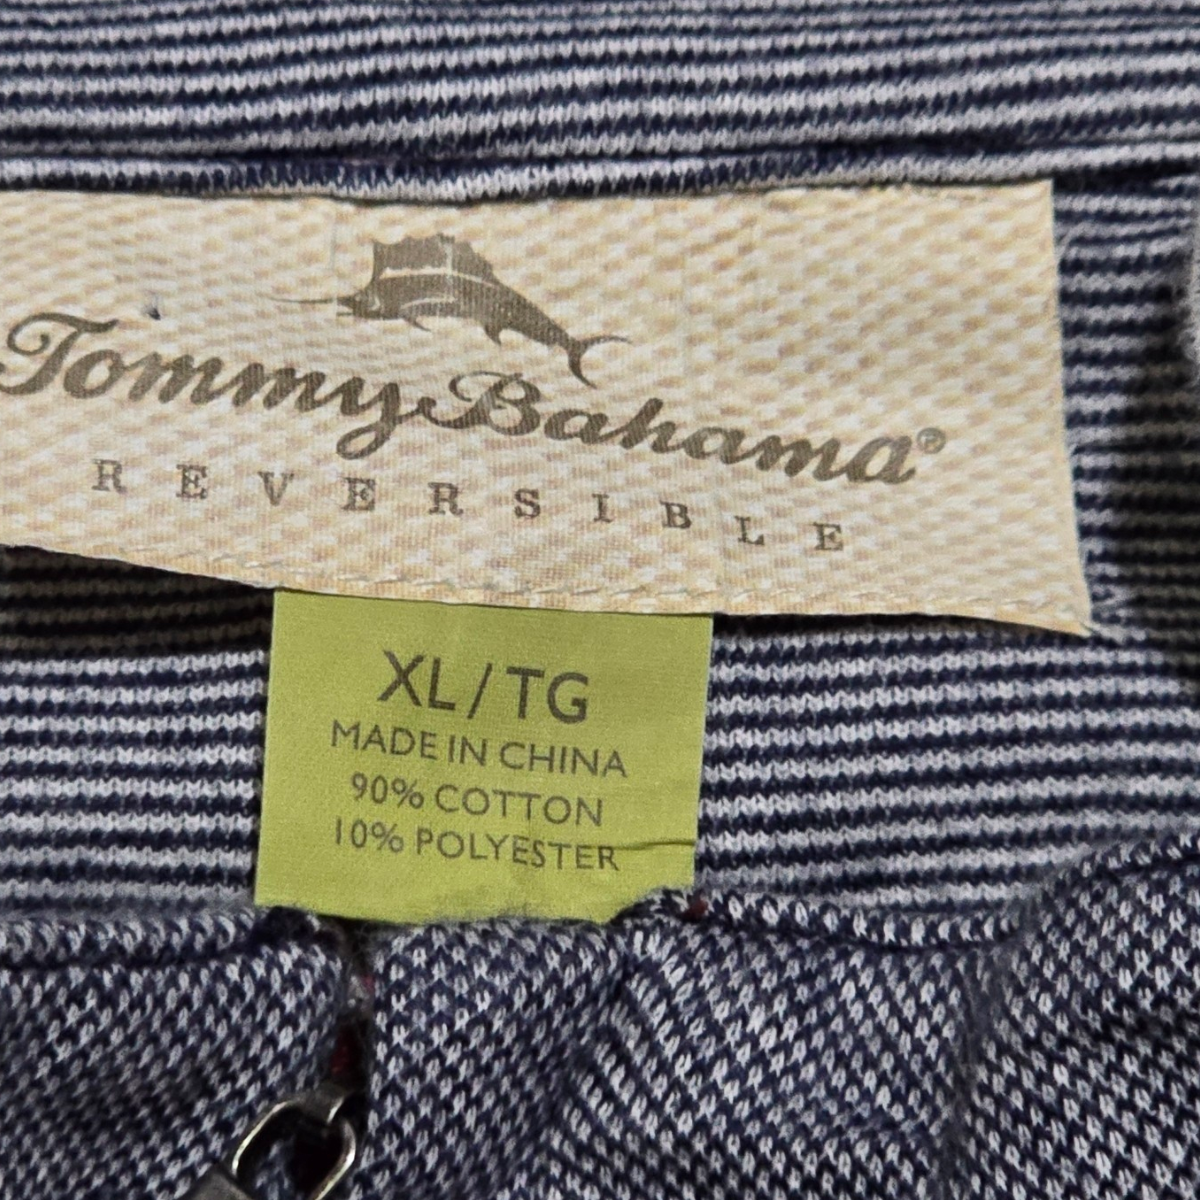 Tommy Bahama®
REVERSIBLE
XL/TG
MADE IN CHINA
90% COTTON
10% POLYESTER